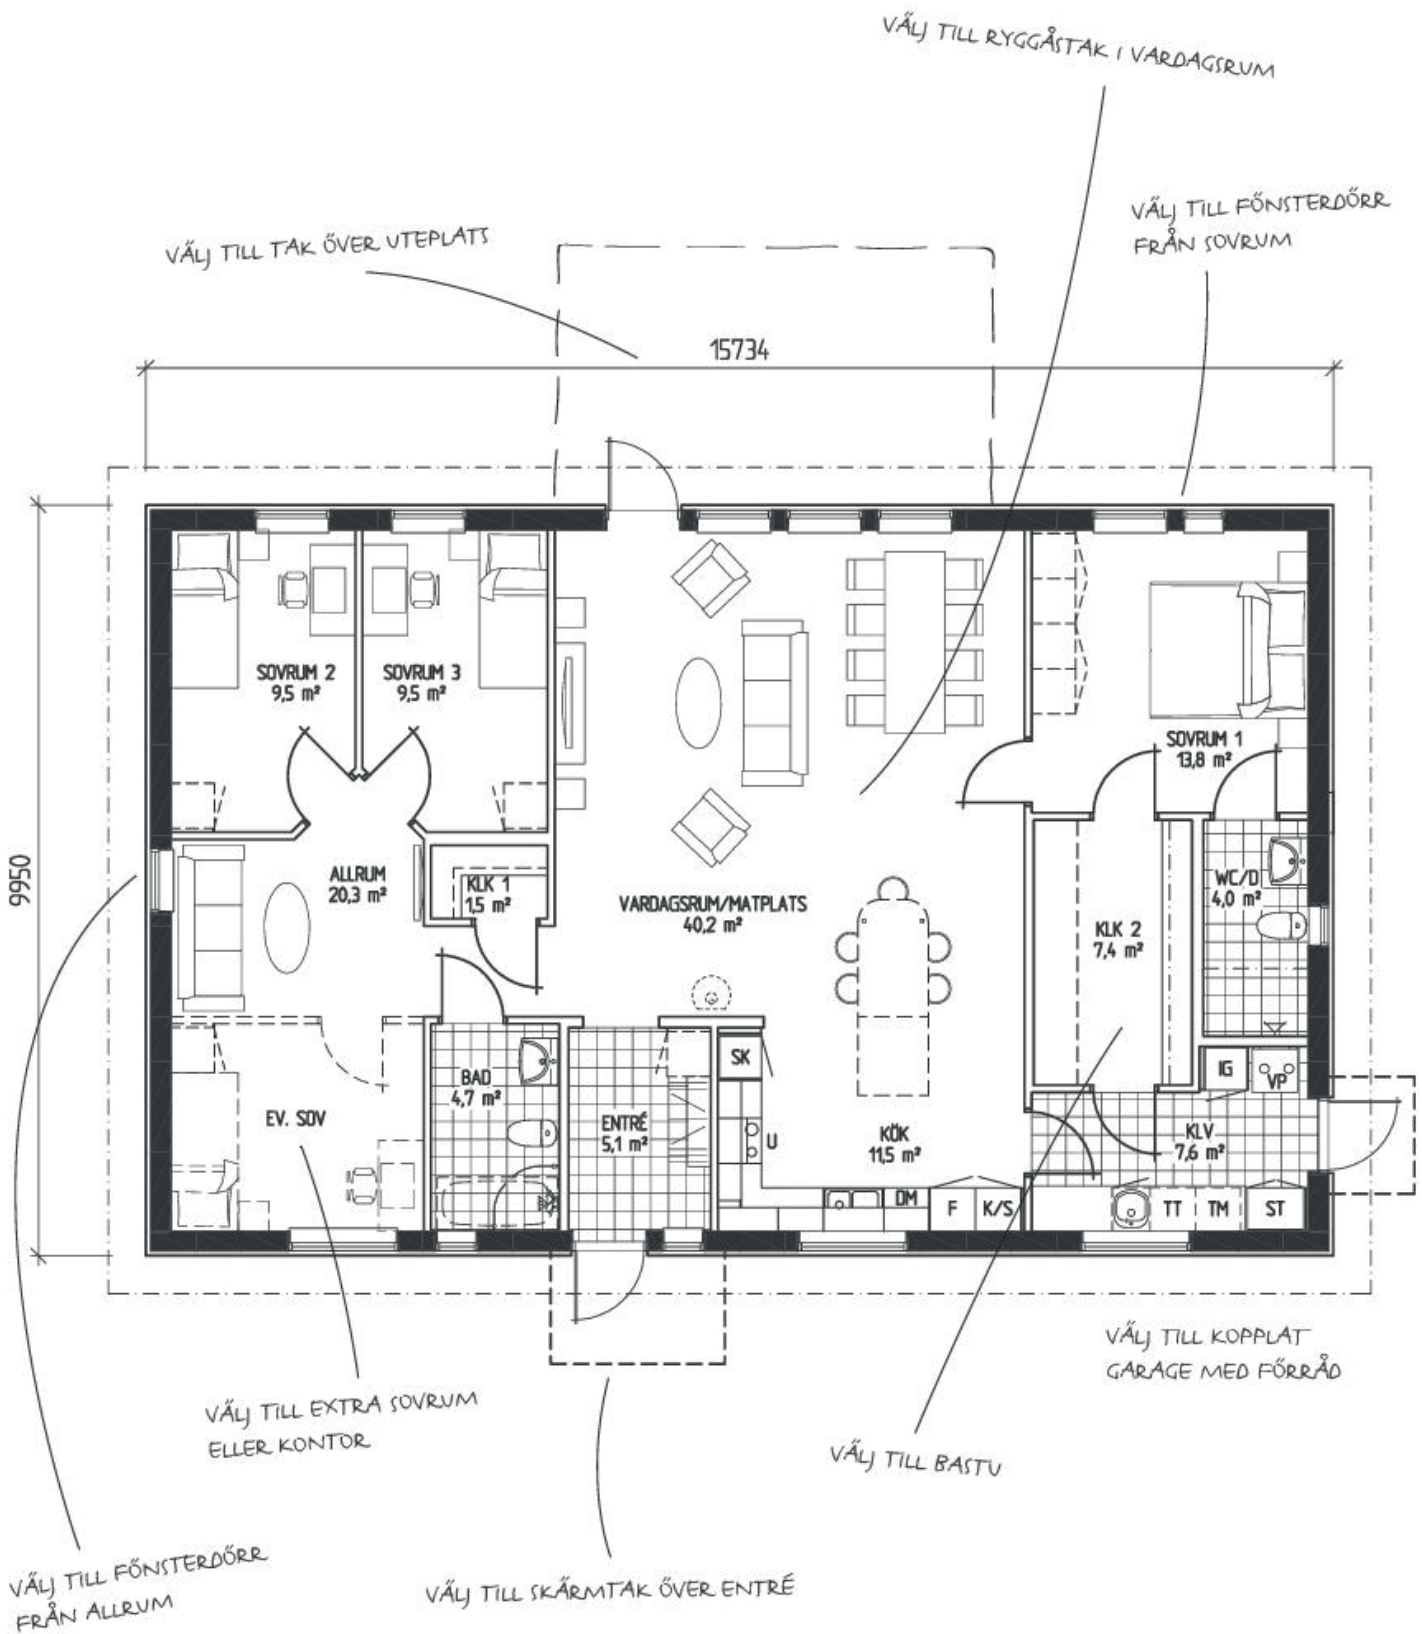 VÄLJ TILL RYGGÅSTAK I VARDAGSRUM
VÄLJ TILL FÖNSTERDÖRR
FRÅN SOVRUM
VÄLJ TILL TAK ÖVER UTEPLATS
15734
9950
SOVRUM 2
9,5 m²
SOVRUM 3
9,5 m²
SOVRUM 1
13,8 m²
ALLRUM
20,3 m²
KLK 1
1,5 m²
VARDAGSRUM/MATPLATS
40,2 m²
KLK 2
7,4 m²
WC/D
4,0 m²
SK
IG
VP
BAD
4,7 m²
EV. SOV
ENTRÉ
5,1 m²
U
KÖK
11,5 m²
KLV
7,6 m²
DM
F
K/S
TT
TM
ST
VÄLJ TILL KOPPLAT
GARAGE MED FÖRRÅD
VÄLJ TILL EXTRA SOVRUM
ELLER KONTOR
VÄLJ TILL BASTU
VÄLJ TILL FÖNSTERDÖRR
FRÅN ALLRUM
VÄLJ TILL SKÄRMTAK ÖVER ENTRÉ